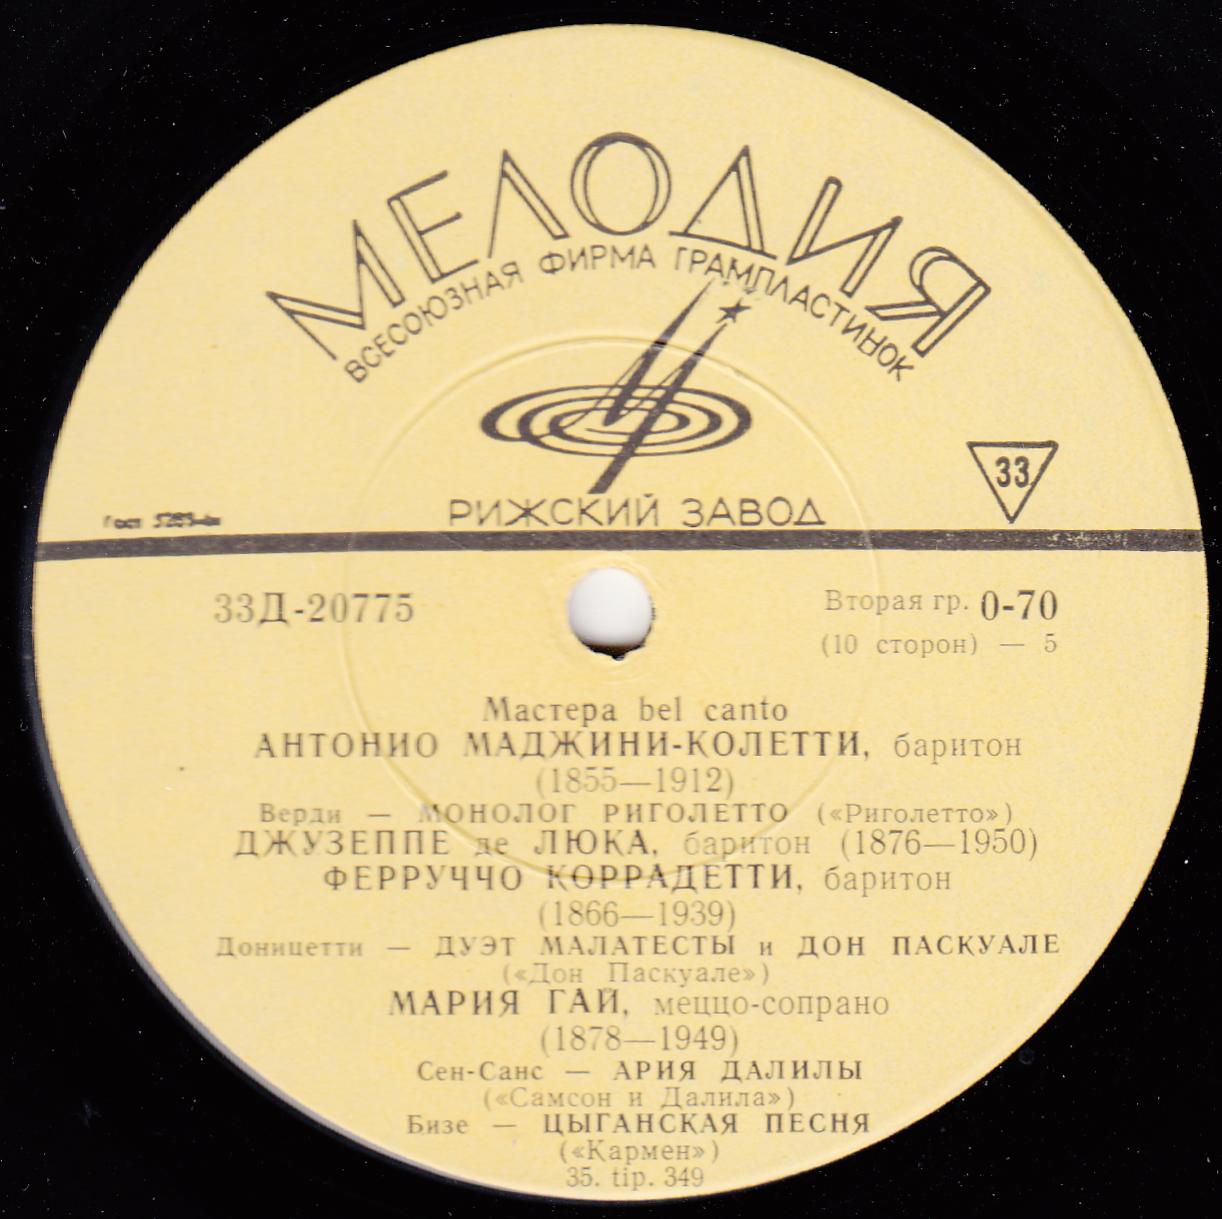 МЕЛОДИЯ
ВСЕСОЮЗНАЯ ФИРМА ГРАМПЛАСТИНОК
33
РИЖСКИЙ ЗАВОД
Гост
33Д-20775
Вторая гр. 0-70
(10 сторон) — 5
Мастера bel canto
АНТОНИО МАДЖИНИ-КОЛЕТТИ, баритон
(1855—1912)
Верди — МОНОЛОГ РИГОЛЕТТО («Риголетто»)
ДЖУЗЕППЕ де ЛЮКА, баритон (1876—1950)
ФЕРРУЧЧО КОРРАДЕТТИ, баритон
(1866—1939)
Доницетти — ДУЭТ МАЛАТЕСТЫ и ДОН ПАСКУАЛЕ
(«Дон Паскуале»)
МАРИЯ ГАЙ, меццо-сопрано
(1878—1949)
Сен-Санс — АРИЯ ДАЛИЛЫ
(«Самсон и Далила»)
Бизе — ЦЫГАНСКАЯ ПЕСНЯ
(«Кармен»)
35. tip. 349